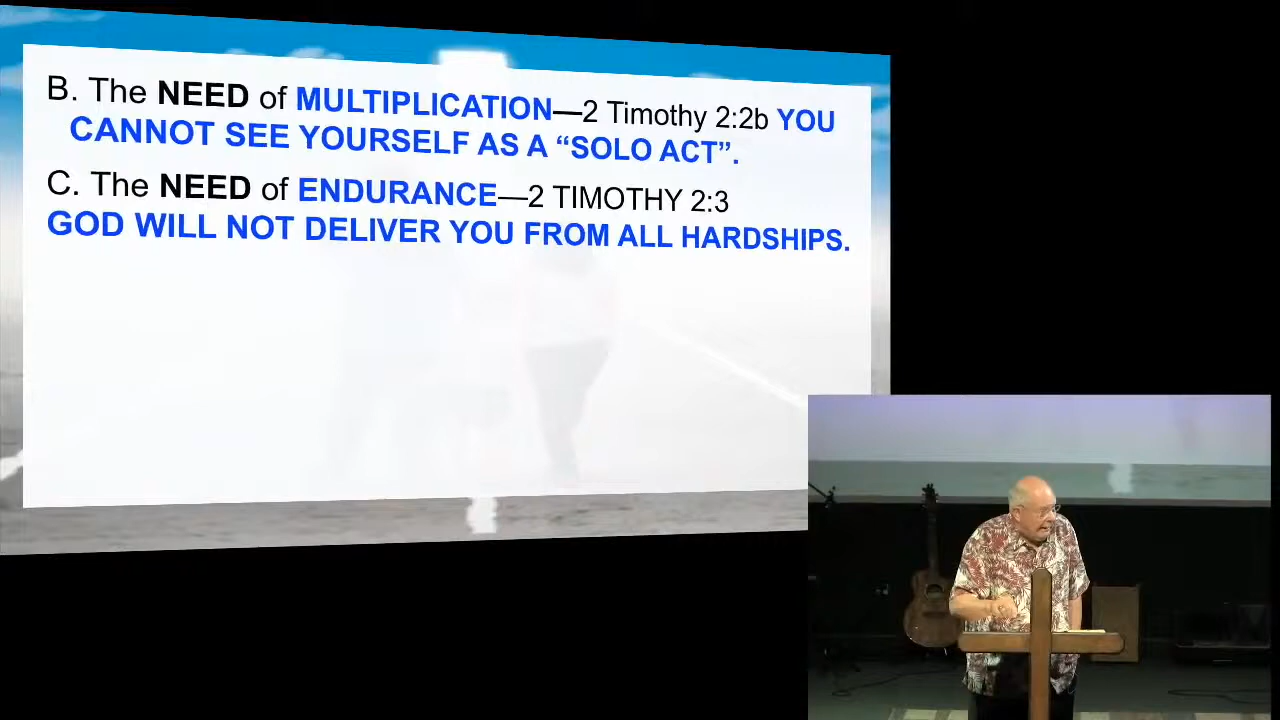 B. The NEED of MULTIPLICATION—2 Timothy 2:2b YOU
CANNOT SEE YOURSELF AS A “SOLO ACT”.
C. The NEED of ENDURANCE—2 TIMOTHY 2:3
GOD WILL NOT DELIVER YOU FROM ALL HARDSHIPS.